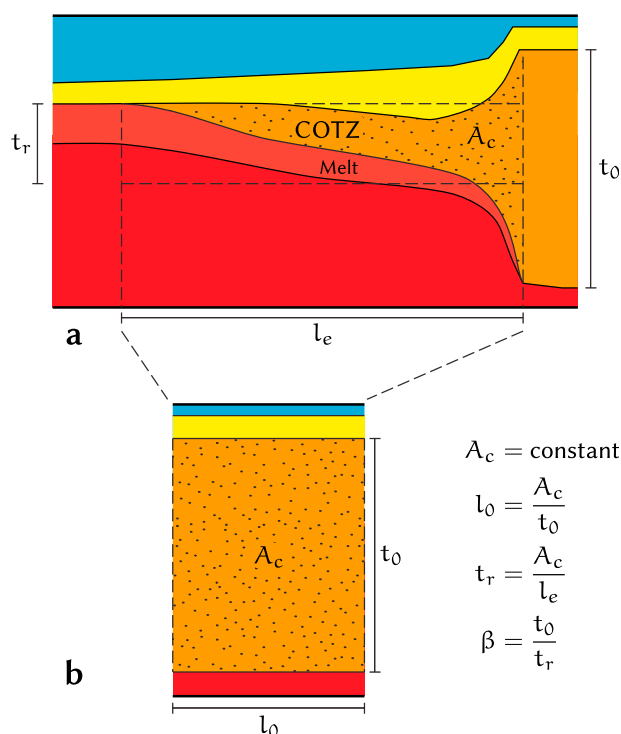 COTZ
A_c
Melt
t_r
t_0
l_e
a
A_c = constant
l_0 = A_c / t_0
t_r = A_c / l_e
β = t_0 / t_r
A_c
t_0
b
l_0